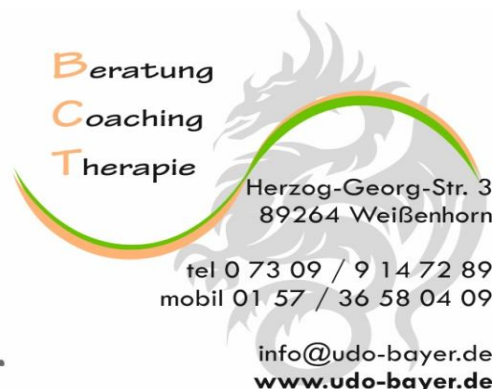 Beratung
Coaching
Therapie
Herzog-Georg-Str. 3
89264 Weißenhorn
tel 0 73 09 / 9 14 72 89
mobil 01 57 / 36 58 04 09
info@udo-bayer.de
www.udo-bayer.de